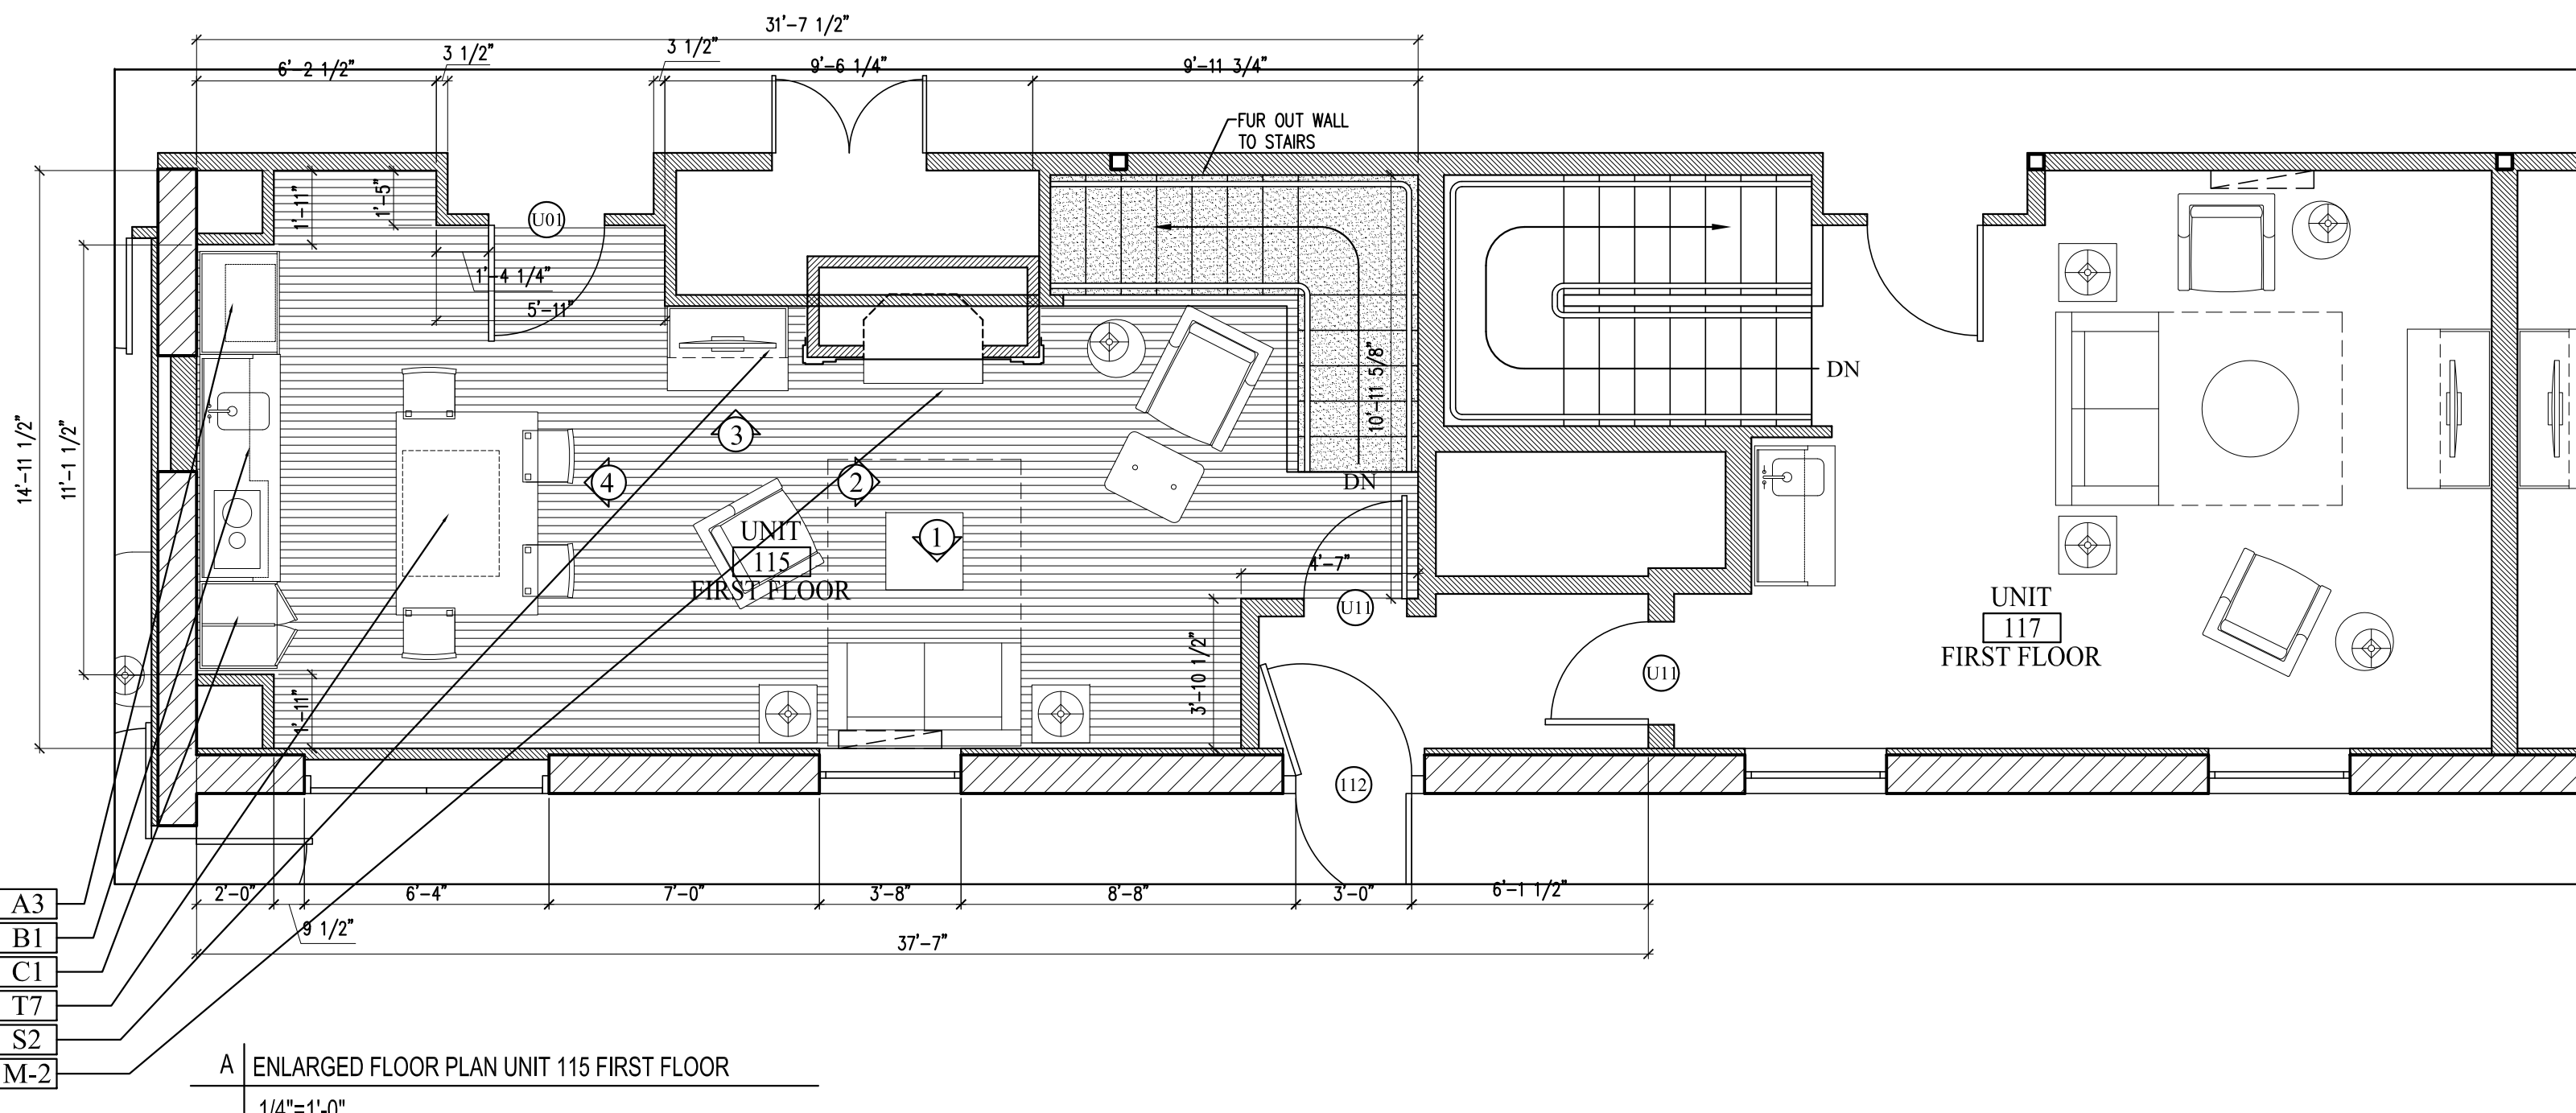 31'-7 1/2"
3 1/2"
3 1/2"
6'-2 1/2"
9'-6 1/4"
9'-11 3/4"
FUR OUT WALL
TO STAIRS
1'-11"
1'-5"
U01
1'-4 1/4"
5'-11"
14'-11 1/2"
11'-1 1/2"
10'-11 5/8"
DN
3
4
2
DN
1
UNIT
115
FIRST FLOOR
4'-7"
U11
UNIT
117
FIRST FLOOR
3'-10 1/2"
U11
1'-11"
112
2'-0"
6'-4"
7'-0"
3'-8"
8'-8"
3'-0"
6'-1 1/2"
9 1/2"
37'-7"
A3
B1
C1
T7
S2
M-2
A
ENLARGED FLOOR PLAN UNIT 115 FIRST FLOOR
1/4"=1'-0"